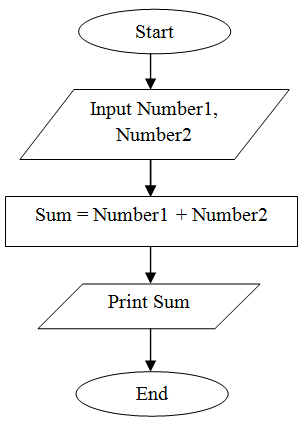 Start
Input Number1,
Number2
Sum = Number1 + Number2
Print Sum
End